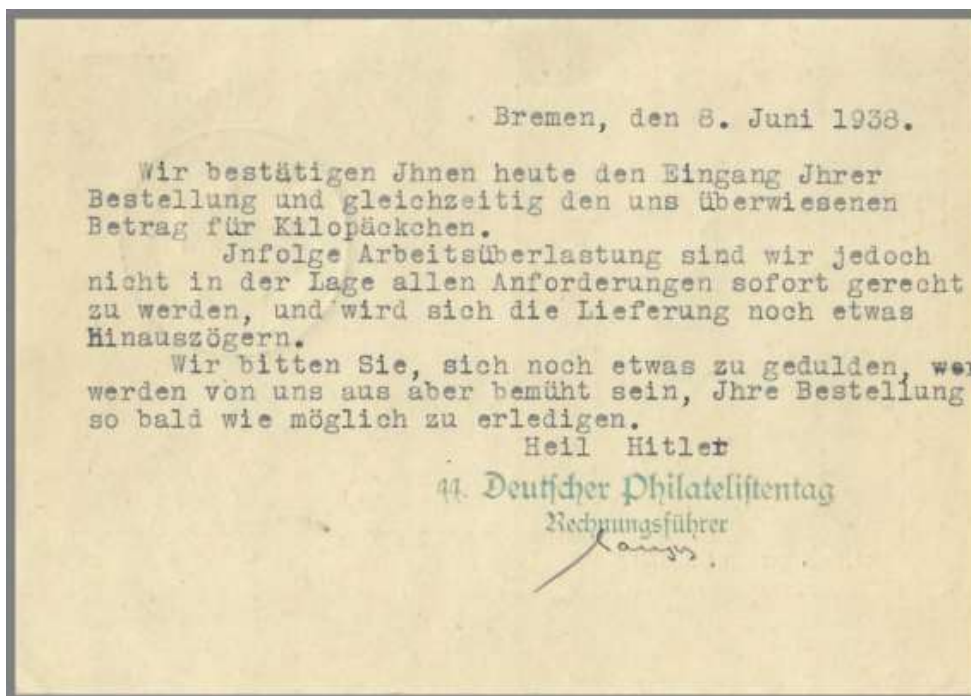 Bremen, den 8. Juni 1938.
Wir bestätigen Jhnen heute den Eingang Jhrer
Bestellung und gleichzeitig den uns überwiesenen
Betrag für Kilopäckchen.
Jnfolge Arbeitsüberlastung sind wir jedoch
nicht in der Lage allen Anforderungen sofort gerecht
zu werden, und wird sich die Lieferung noch etwas
Hinauszögern.
Wir bitten Sie, sich noch etwas zu gedulden,
werden von uns aus aber bemüht sein, Jhre Bestellung
so bald wie möglich zu erledigen.
Heil Hitler
44. Deutscher Philatelistentag
Rechnungsführer